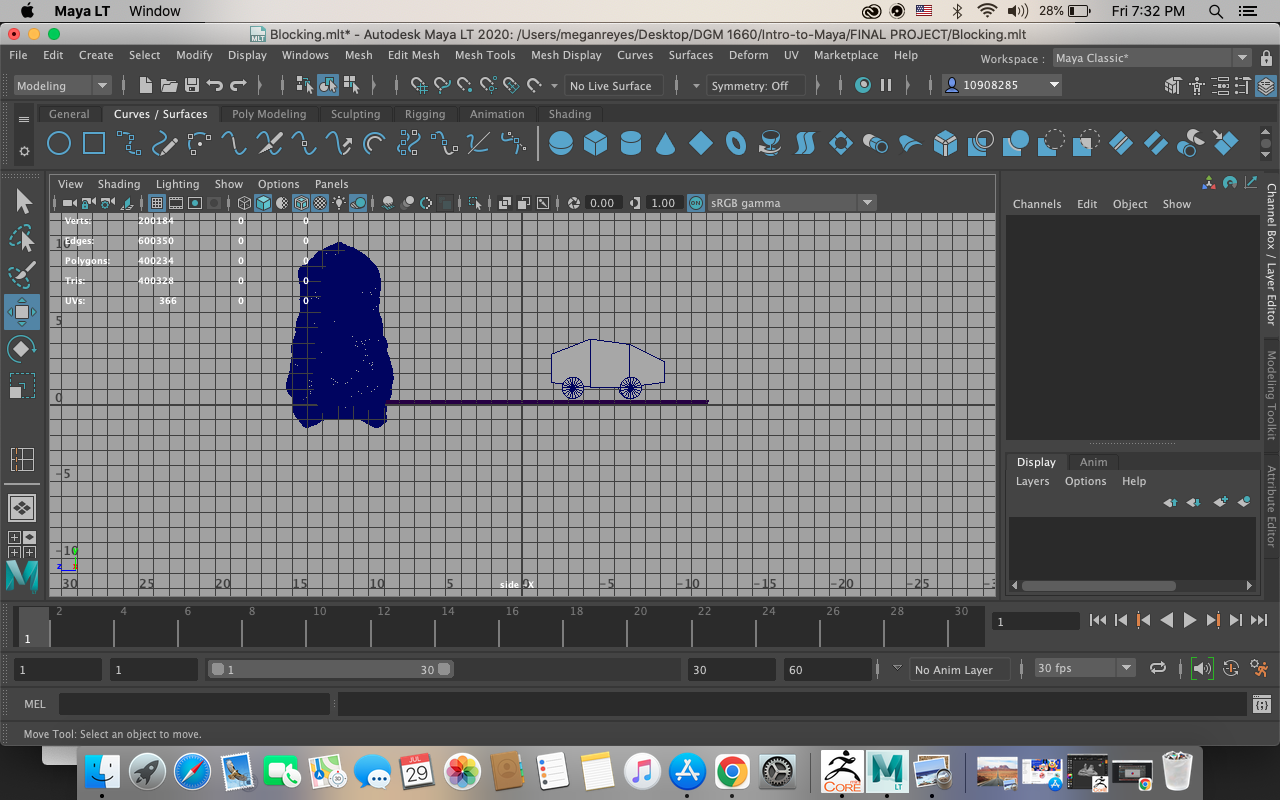 Maya LT Window 28% Fri 7:32 PM
Blocking.mlt* - Autodesk Maya LT 2020: /Users/meganreyes/Desktop/DGM 1660/Intro-to-Maya/FINAL PROJECT/Blocking.mlt
File Edit Create Select Modify Display Windows Mesh Edit Mesh Mesh Tools Mesh Display Curves Surfaces Deform UV Marketplace Help Workspace : Maya Classic*
Modeling No Live Surface Symmetry: Off 10908285
General Curves / Surfaces Poly Modeling Sculpting Rigging Animation Shading
View Shading Lighting Show Options Panels
0.00 1.00 ON sRGB gamma
Channels Edit Object Show
Verts: 200184 0 0
Edges: 600350 0 0
Polygons: 400234 0 0
Tris: 400328 0 0
UVs: 366 0 0
10
5
0
-5
-10
z
30 25 20 15 10 5 0 -5 -10 -15 -20 -25 -3
side -X
Channel Box / Layer Editor
Modeling Toolkit
Attribute Editor
Display Anim
Layers Options Help
2 4 6 8 10 12 14 16 18 20 22 24 26 28 30
1 1
1 1 1 30 30 60 No Anim Layer 30 fps
MEL
Move Tool: Select an object to move.
JUL
29
CORE
LT